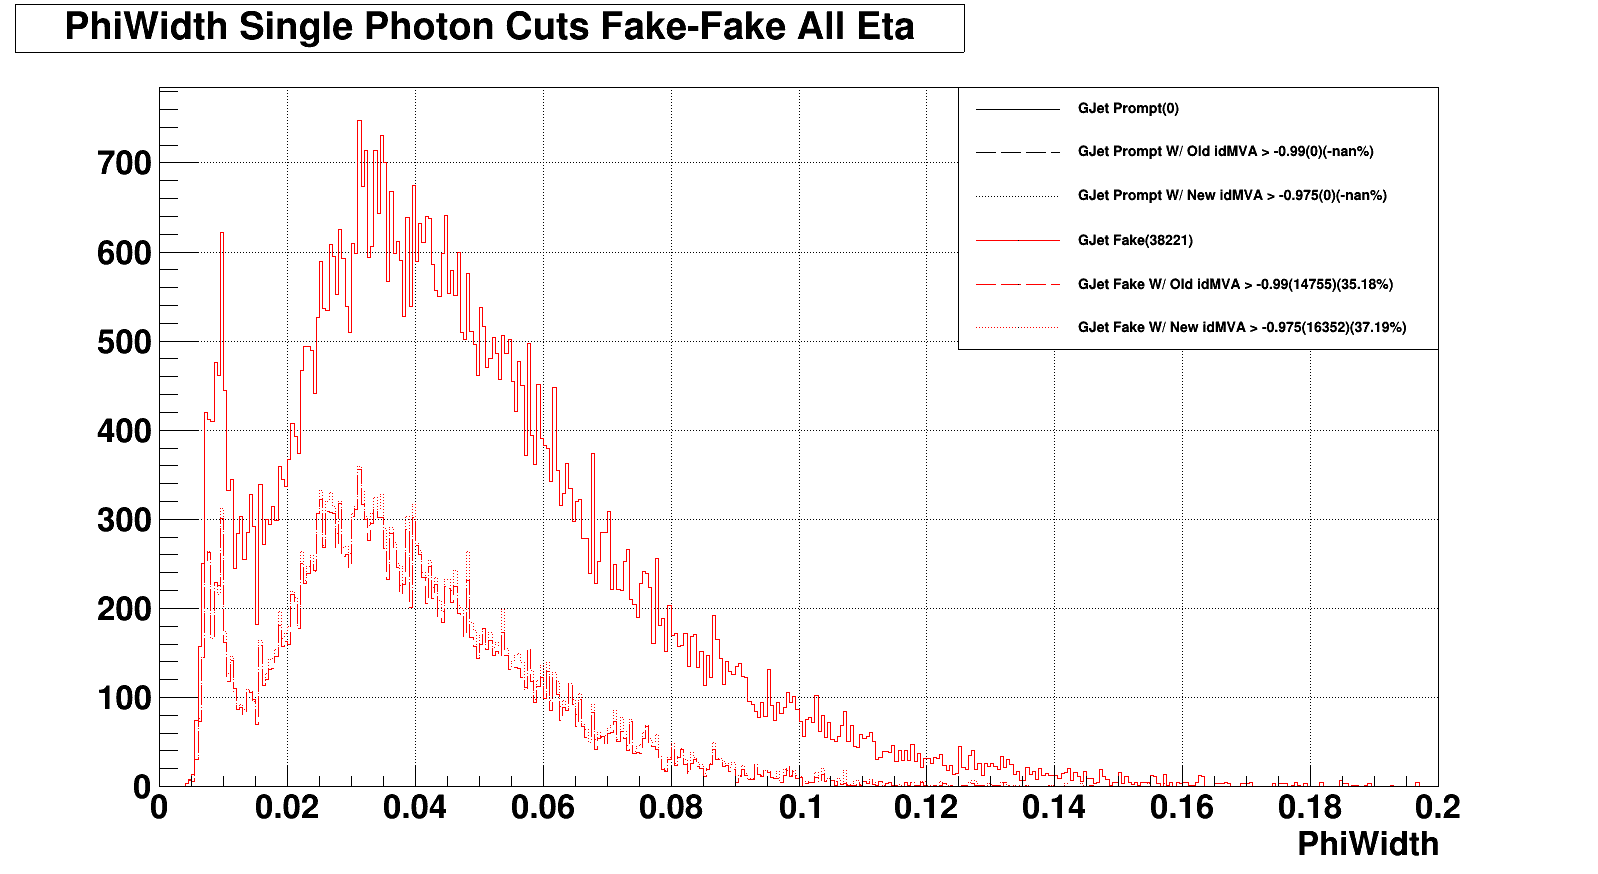 PhiWidth Single Photon Cuts Fake-Fake All Eta
GJet Prompt(0)
GJet Prompt W/ Old idMVA > -0.99(0)(-nan%)
GJet Prompt W/ New idMVA > -0.975(0)(-nan%)
GJet Fake(38221)
GJet Fake W/ Old idMVA > -0.99(14755)(35.18%)
GJet Fake W/ New idMVA > -0.975(16352)(37.19%)
700
600
500
400
300
200
100
0
0 0.02 0.04 0.06 0.08 0.1 0.12 0.14 0.16 0.18 0.2
PhiWidth